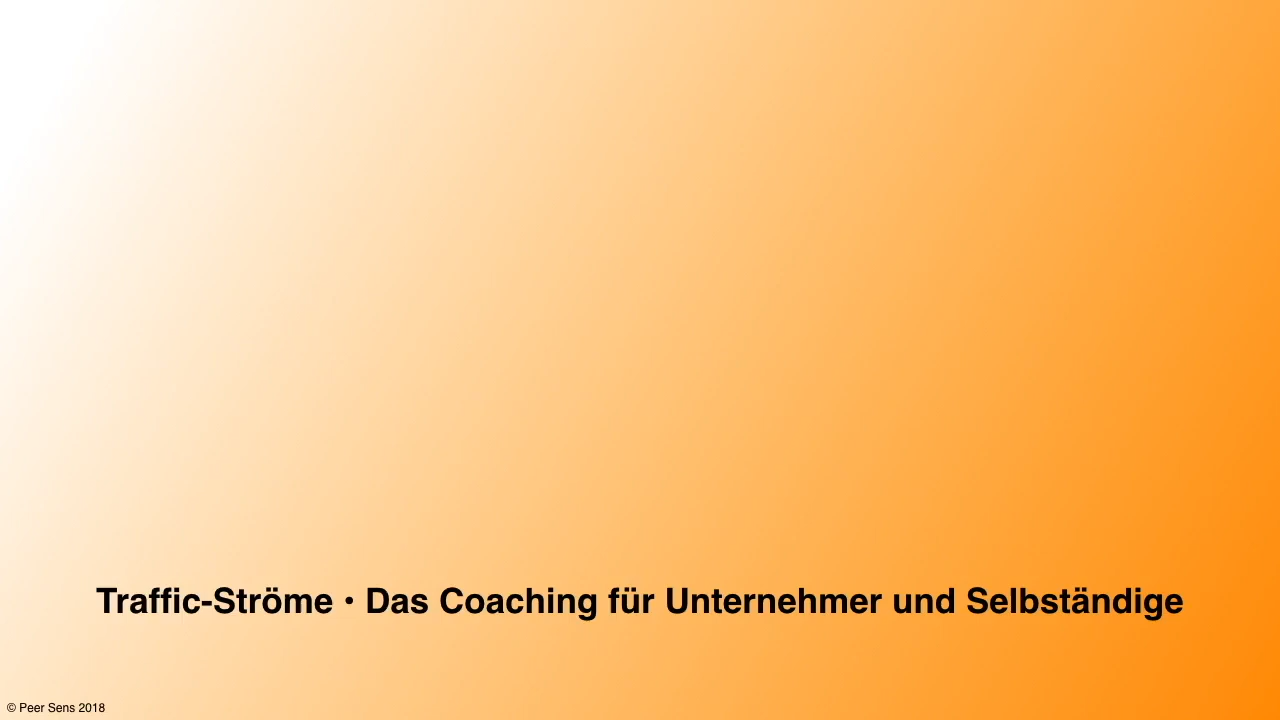 Traffic-Ströme • Das Coaching für Unternehmer und Selbständige
© Peer Sens 2018